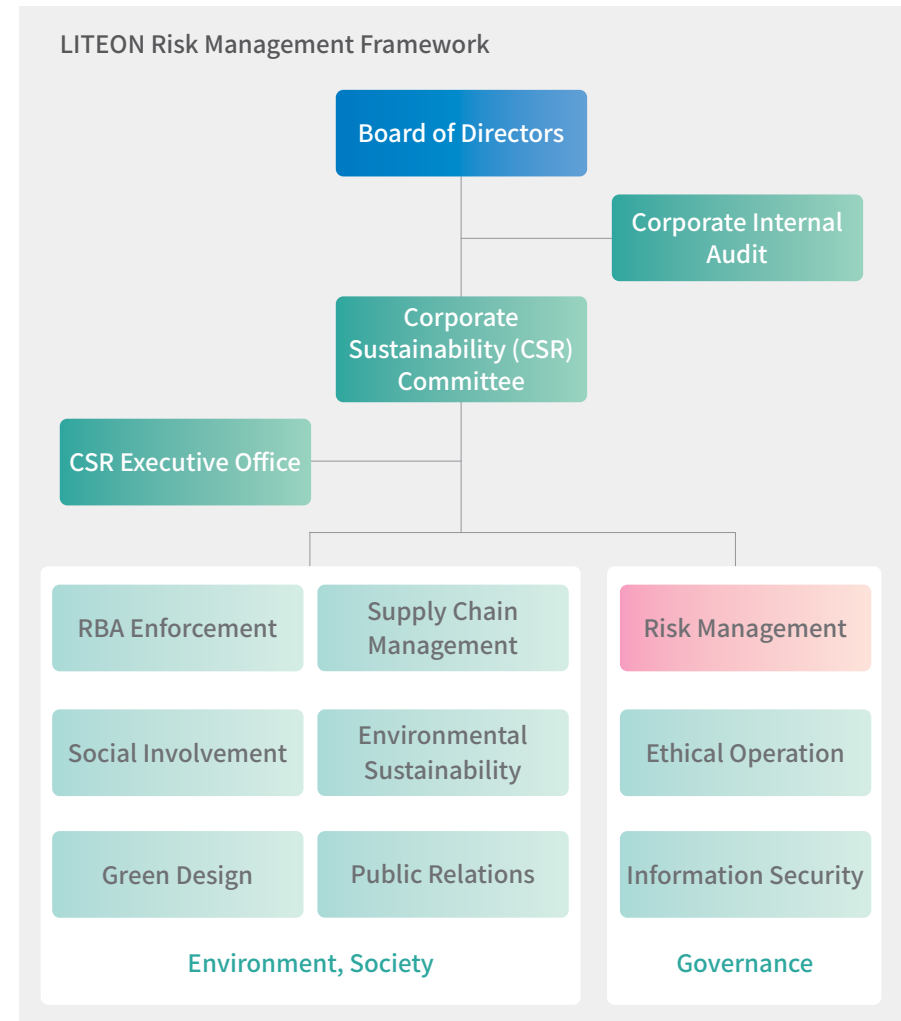 LITEON Risk Management Framework
Board of Directors
Corporate Internal
Audit
Corporate
Sustainability (CSR)
Committee
CSR Executive Office
RBA Enforcement
Supply Chain
Management
Risk Management
Social Involvement
Environmental
Sustainability
Ethical Operation
Green Design
Public Relations
Information Security
Environment, Society
Governance